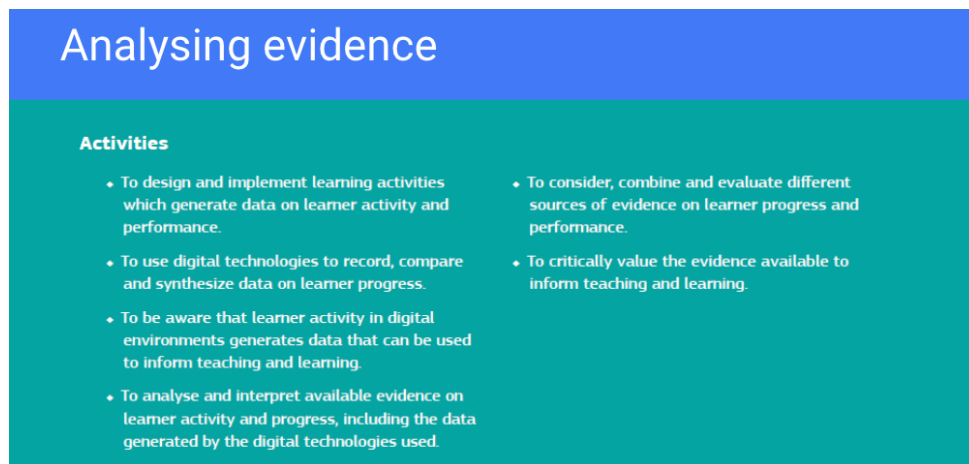 Analysing evidence
Activities
⬥ To design and implement learning activities
which generate data on learner activity and
performance.
⬥ To use digital technologies to record, compare
and synthesize data on learner progress.
⬥ To be aware that learner activity in digital
environments generates data that can be used
to inform teaching and learning.
⬥ To analyse and interpret available evidence on
learner activity and progress, including the data
generated by the digital technologies used.
⬥ To consider, combine and evaluate different
sources of evidence on learner progress and
performance.
⬥ To critically value the evidence available to
inform teaching and learning.